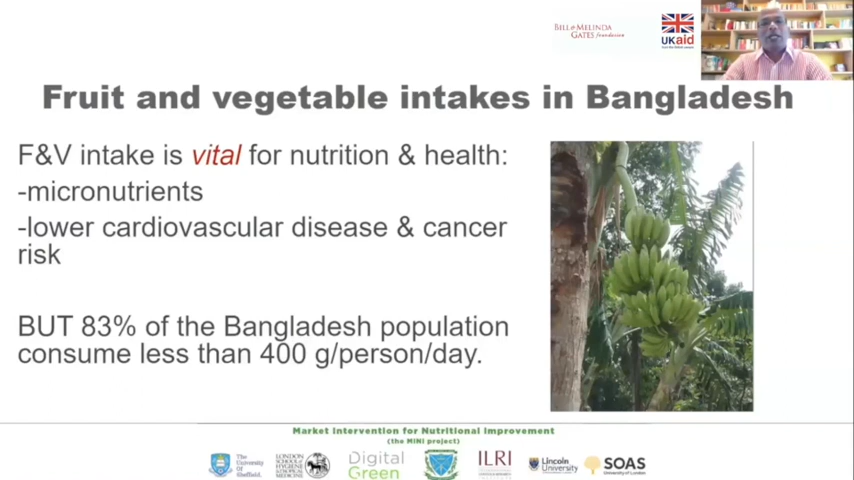 BILL & MELINDA
GATES foundation
UKaid
Fruit and vegetable intakes in Bangladesh
F&V intake is vital for nutrition & health:
-micronutrients
-lower cardiovascular disease & cancer
risk
BUT 83% of the Bangladesh population
consume less than 400 g/person/day.
Market Intervention for Nutritional Improvement
(the MINI project)
The
University
Of
Sheffield.
LONDON
SCHOOL of
HYGIENE
& TROPICAL
MEDICINE
Digital
Green
ILRI
Lincoln
University
SOAS
University of London